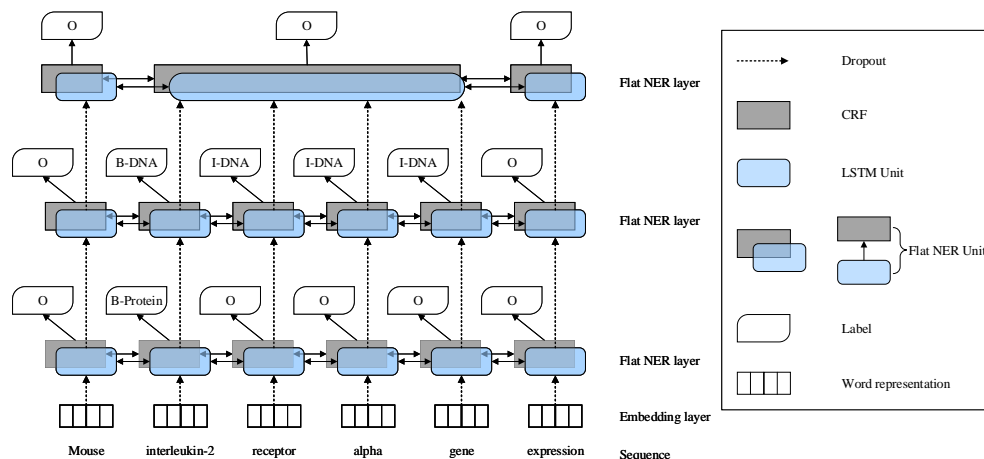 O O O
Flat NER layer
O B-DNA I-DNA I-DNA I-DNA O
Flat NER layer
O B-Protein O O O O
Flat NER layer
Embedding layer
Mouse interleukin-2 receptor alpha gene expression
Sequence
Dropout
CRF
LSTM Unit
Flat NER Unit
Label
Word representation